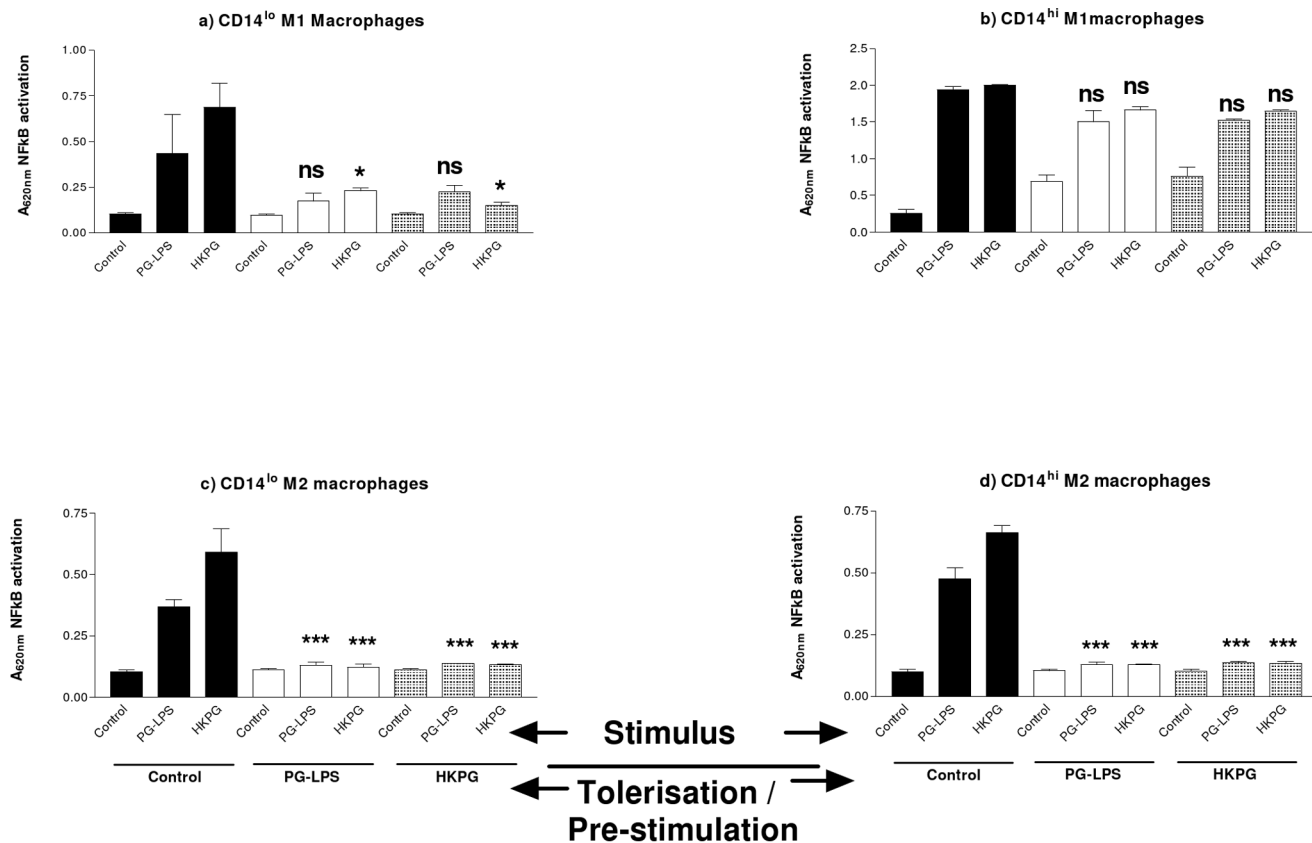 a) CD14lo M1 Macrophages
A620nm NFkB activation
1.00
0.75
0.50
0.25
0.00
ns
*
ns
*
Control
PG-LPS
HKPG
Control
PG-LPS
HKPG
Control
PG-LPS
HKPG
b) CD14hi M1macrophages
A620nm NFkB activation
2.5
2.0
1.5
1.0
0.5
0.0
ns
ns
ns
ns
Control
PG-LPS
HKPG
Control
PG-LPS
HKPG
Control
PG-LPS
HKPG
c) CD14lo M2 macrophages
A620nm NFkB activation
0.75
0.50
0.25
0.00
***
***
***
***
Control
PG-LPS
HKPG
Control
PG-LPS
HKPG
Control
PG-LPS
HKPG
Control
PG-LPS
HKPG
d) CD14hi M2 macrophages
A620nm NFkB activation
0.75
0.50
0.25
0.00
***
***
***
***
Control
PG-LPS
HKPG
Control
PG-LPS
HKPG
Control
PG-LPS
HKPG
Control
PG-LPS
HKPG
Stimulus
Tolerisation /
Pre-stimulation